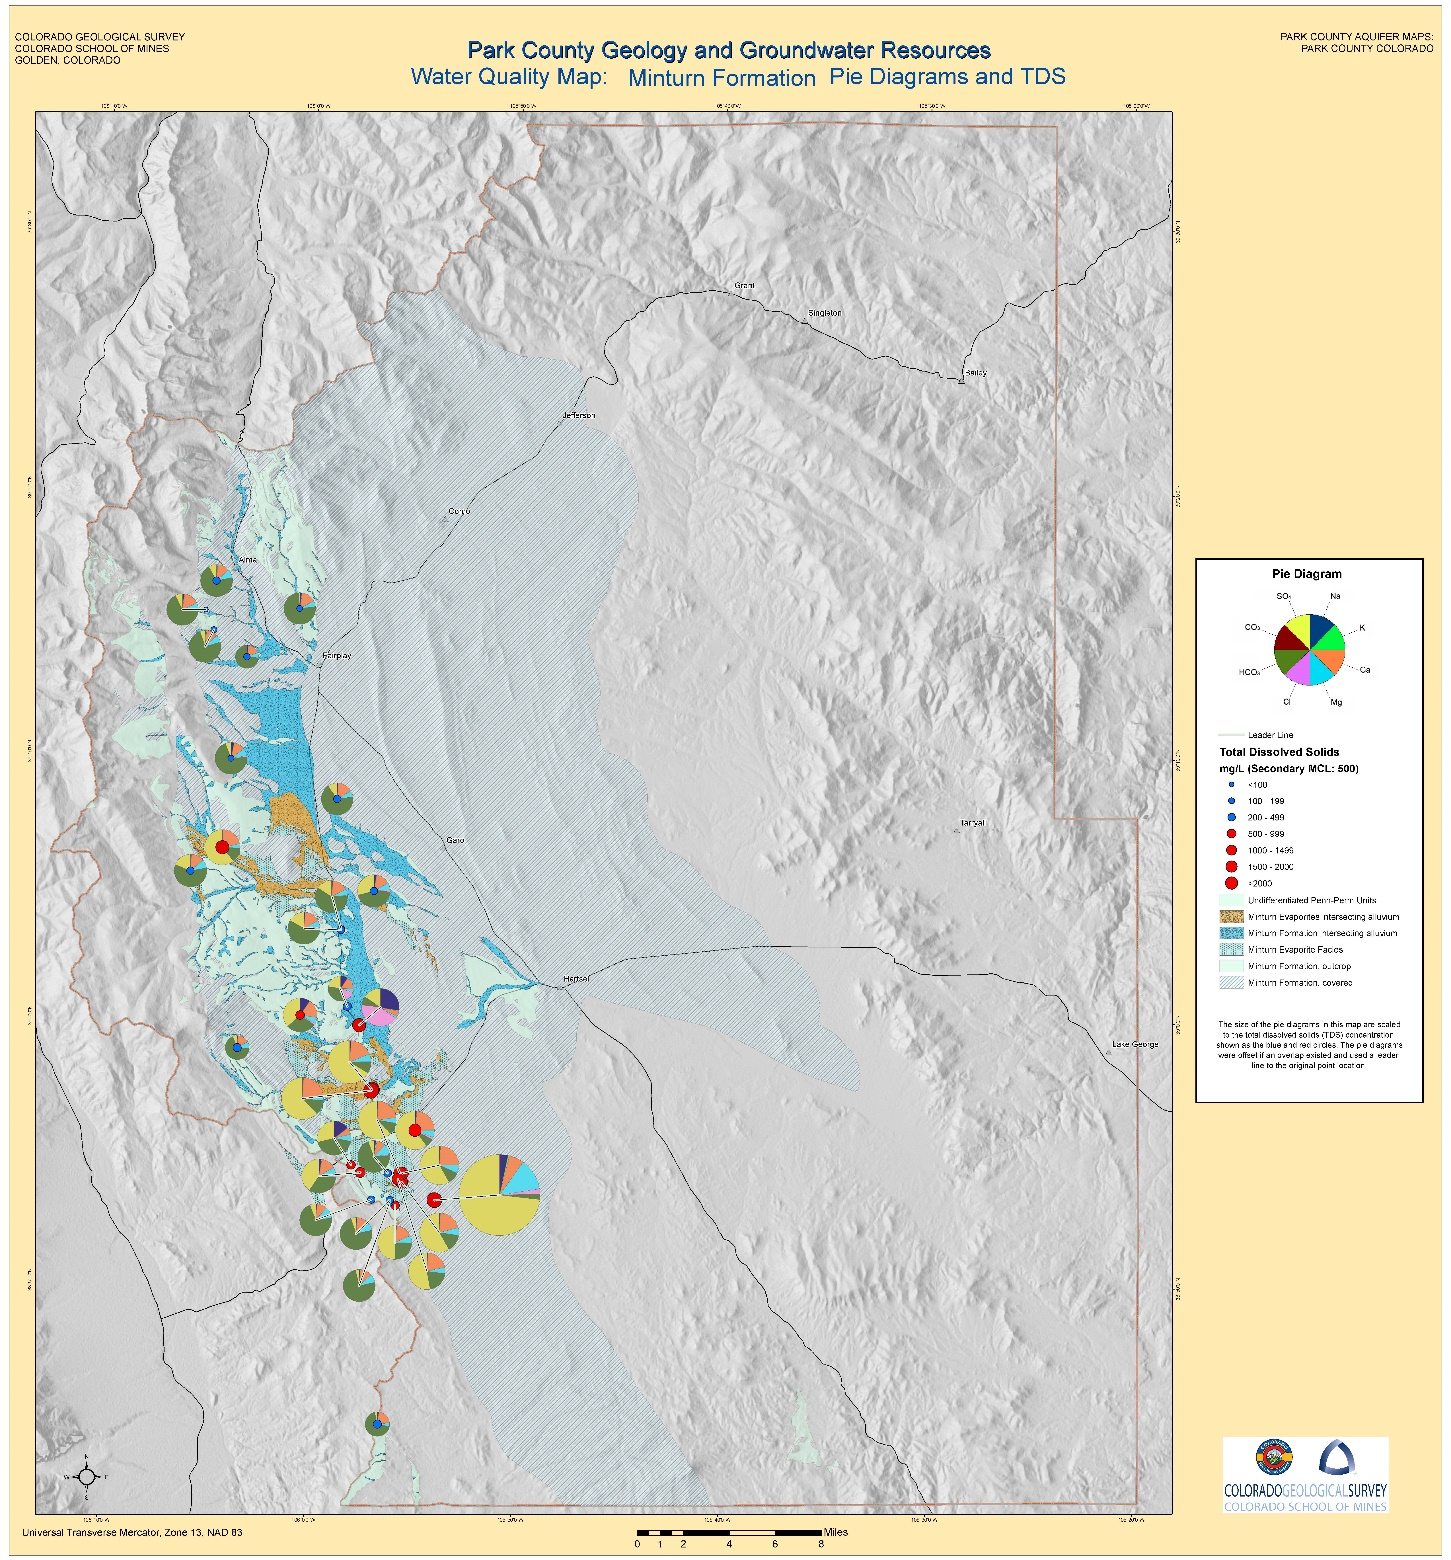 COLORADO GEOLOGICAL SURVEY
COLORADO SCHOOL OF MINES
GOLDEN, COLORADO
Park County Geology and Groundwater Resources
Water Quality Map: Minturn Formation Pie Diagrams and TDS
PARK COUNTY AQUIFER MAPS:
PARK COUNTY COLORADO
Grant
Singleton
Bailey
Jefferson
Como
Alma
Fairplay
Garo
Tarryal
Hartsel
Lake George
Pie Diagram
SO₄
Na
CO₃
K
HCO₃
Ca
Cl
Mg
Leader Line
Total Dissolved Solids
mg/L (Secondary MCL: 500)
<100
100 - 199
200 - 499
500 - 999
1000 - 1499
1500 - 2000
>2000
Undifferentiated Penn-Perm Units
Minturn Evaporites intersecting alluvium
Minturn Formation intersecting alluvium
Minturn Evaporite Facies
Minturn Formation, outcrop
Minturn Formation, covered
The size of the pie diagrams in this map are scaled
to the total dissolved solids (TDS) concentration
shown as the blue and red circles. The pie diagrams
were offset if an overlap existed and used a leader
line to the original point location.
N
W
E
S
COLORADOGEOLOGICALSURVEY
COLORADO SCHOOL OF MINES
Universal Transverse Mercator, Zone 13, NAD 83
Miles
0 1 2 4 6 8